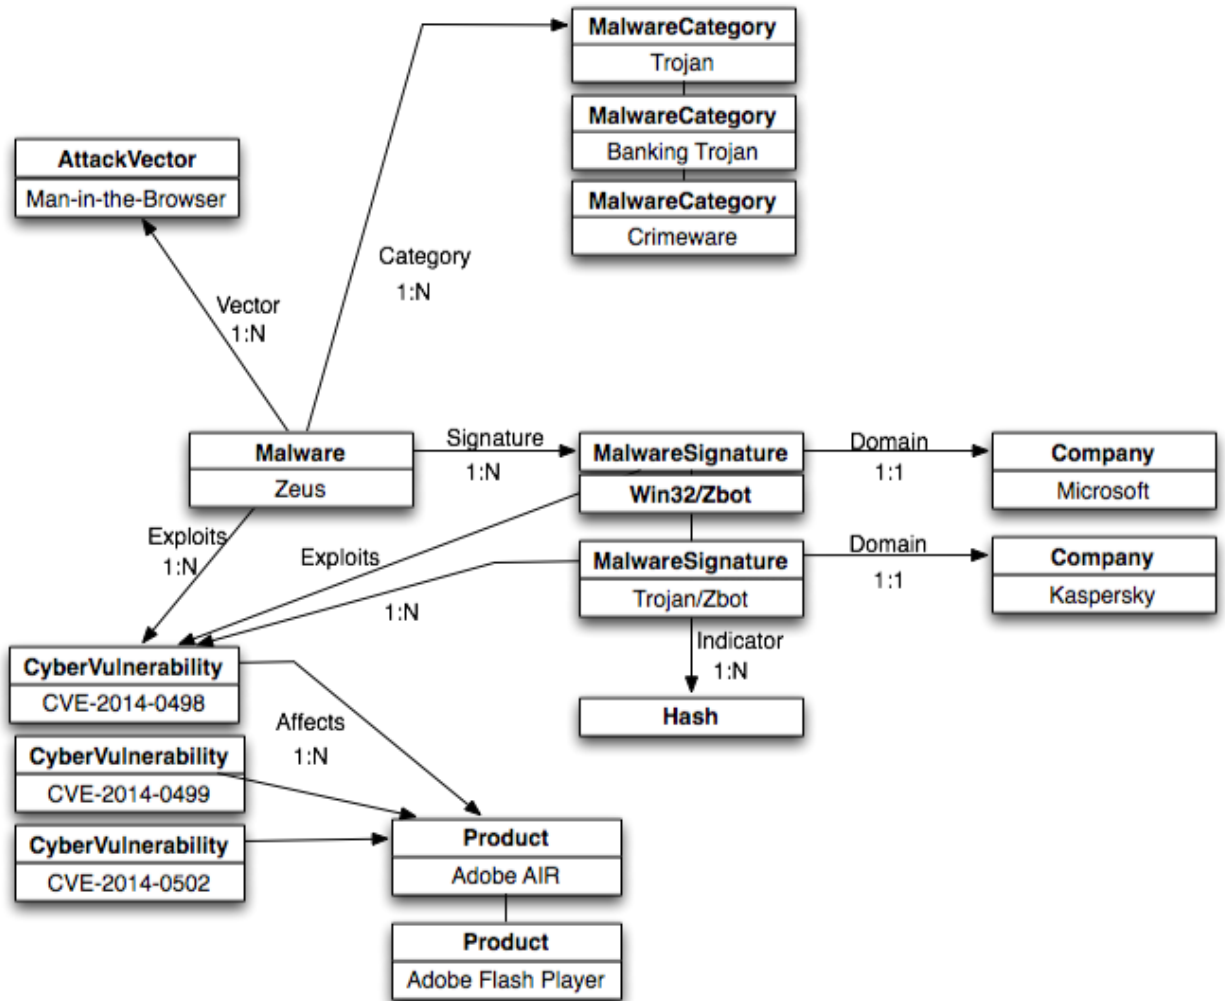 MalwareCategory
Trojan
MalwareCategory
Banking Trojan
MalwareCategory
Crimeware
AttackVector
Man-in-the-Browser
Category
1:N
Vector
1:N
Malware
Zeus
Signature
1:N
MalwareSignature
Win32/Zbot
Domain
1:1
Company
Microsoft
Exploits
1:N
Exploits
1:N
MalwareSignature
Trojan/Zbot
Domain
1:1
Company
Kaspersky
Indicator
1:N
Hash
CyberVulnerability
CVE-2014-0498
Affects
1:N
CyberVulnerability
CVE-2014-0499
CyberVulnerability
CVE-2014-0502
Product
Adobe AIR
Product
Adobe Flash Player